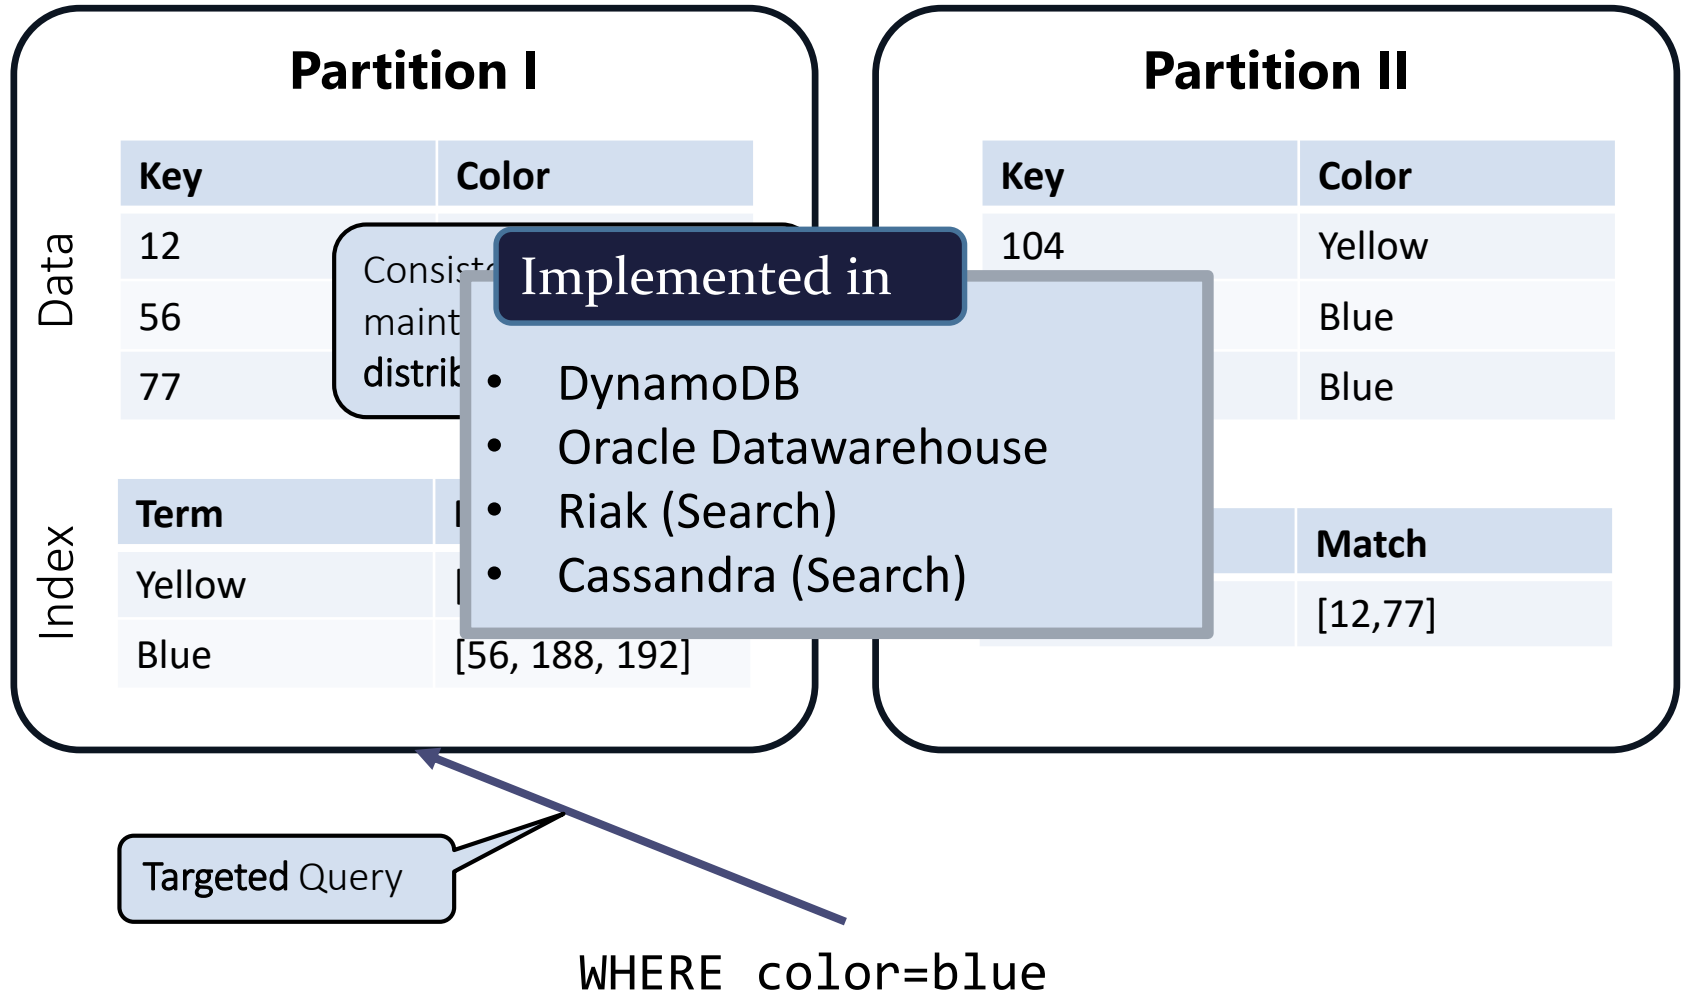 Partition I
Partition II
Data
Key Color
12
56
77
Key Color
104 Yellow
Blue
Blue
distrib
Implemented in
• DynamoDB
• Oracle Datawarehouse
• Riak (Search)
• Cassandra (Search)
Index
Term
Yellow
Blue [56, 188, 192]
Match
[12,77]
Targeted Query
WHERE color=blue